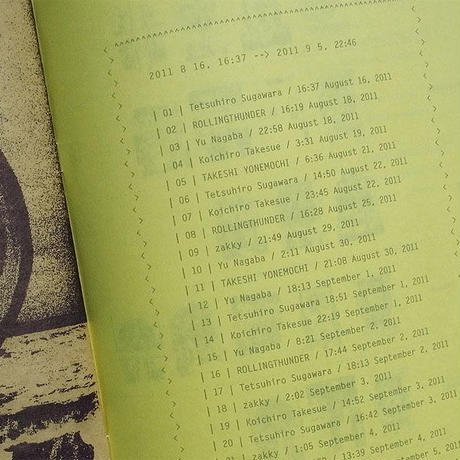 2011 8 16. 16:37 --> 2011 9 5. 22:46
| 01 | Tetsuhiro Sugawara / 16:37 August 16, 2011
| 02 | ROLLINGTHUNDER / 16:19 August 18, 2011
| 03 | Yu Nagaba / 22:58 August 18, 2011
| 04 | Koichiro Takesue / 3:31 August 19, 2011
| 05 | TAKESHI YONEMOCHI / 6:36 August 21, 2011
| 06 | Tetsuhiro Sugawara / 14:50 August 22, 2011
| 07 | Koichiro Takesue / 23:45 August 22, 2011
| 08 | ROLLINGTHUNDER / 16:28 August 25, 2011
| 09 | zakky / 21:49 August 29, 2011
| 10 | Yu Nagaba / 2:11 August 30, 2011
| 11 | TAKESHI YONEMOCHI / 21:08 August 30, 2011
| 12 | Yu Nagaba / 18:13 September 1, 2011
| 13 | Tetsuhiro Sugawara 18:51 September 1, 2011
| 14 | Koichiro Takesue 22:19 September 1, 2011
| 15 | Yu Nagaba / 8:21 September 2, 2011
| 16 | ROLLINGTHUNDER / 17:44 September 2, 2011
| 17 | Tetsuhiro Sugawara / 18:13 September 2, 2011
| 18 | zakky / 2:02 September 3, 2011
| 19 | Koichiro Takesue / 14:52 September 3, 2011
| 20 | Tetsuhiro Sugawara / 16:42 September 3, 2011
zakky / 1:05 September 4, 2011
/ 13:39 September 4, 2011